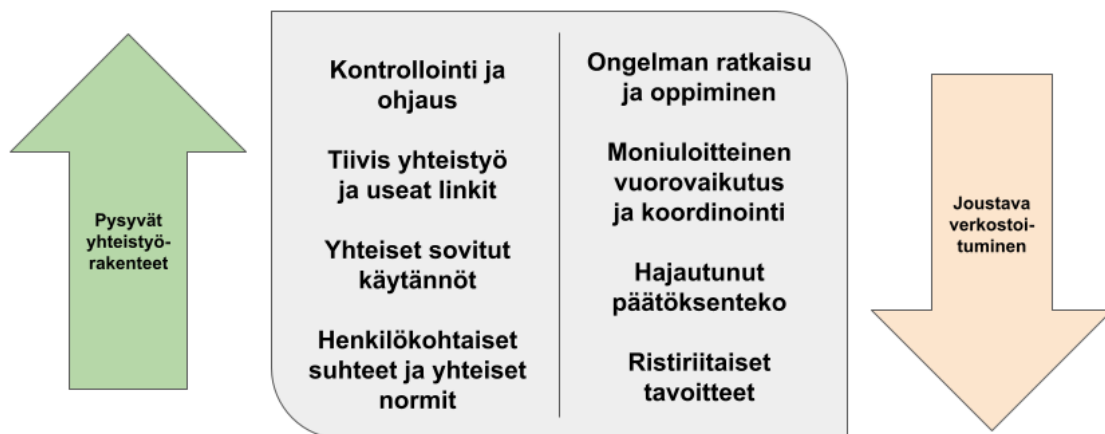 Pysyvät
yhteistyö-
rakenteet
Kontrollointi ja
ohjaus
Tiivis yhteistyö
ja useat linkit
Yhteiset sovitut
käytännöt
Henkilökohtaiset
suhteet ja yhteiset
normit
Ongelman ratkaisu
ja oppiminen
Moniuloitteinen
vuorovaikutus
ja koordinointi
Hajautunut
päätöksenteko
Ristiriitaiset
tavoitteet
Joustava
verkostoi-
tuminen